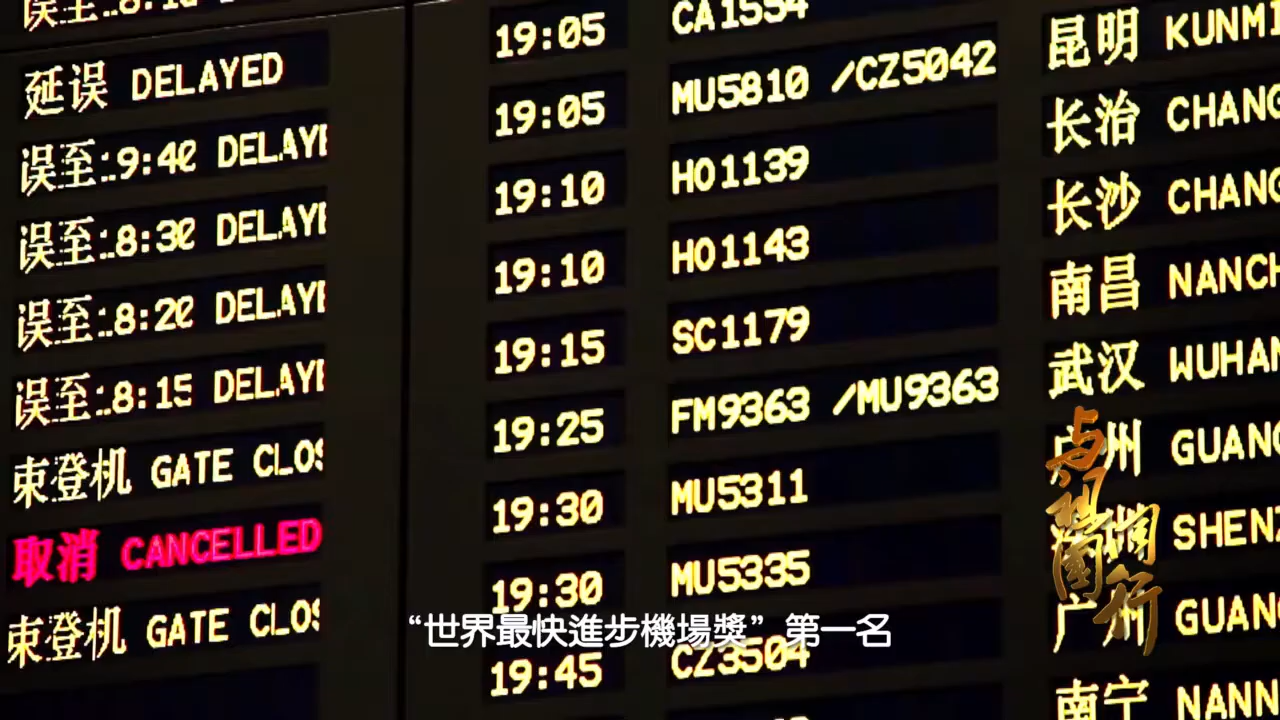 延误 DELAYED
误至 9:40 DELAYE
误至 8:30 DELAYE
误至 8:20 DELAYE
误至 8:15 DELAYE
束登机 GATE CLOS
取消 CANCELLED
束登机 GATE CLOS
19:05 CA1554 昆明 KUNMI
19:05 MU5810 /CZ5042 长治 CHANG
19:10 HO1139 长沙 CHANG
19:10 HO1143 南昌 NANCH
19:15 SC1179 武汉 WUHAN
19:25 FM9363 /MU9363 广州 GUANG
19:30 MU5311 SHENZ
19:30 MU5335 广州 GUANG
19:45 CZ3504 南宁 NANN
与祖國
同行
“世界最快進步機場獎”第一名